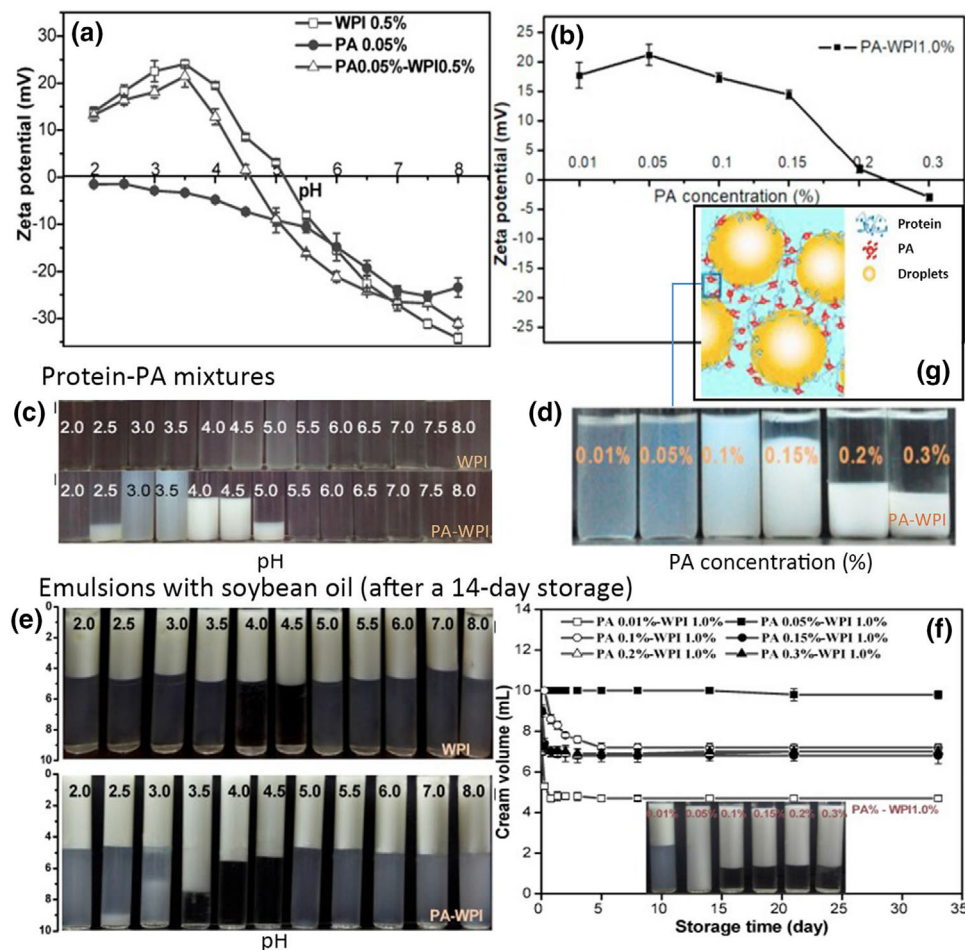 (a)
WPI 0.5%
PA 0.05%
PA0.05%-WPI0.5%
Zeta potential (mV)
30
20
10
0
-10
-20
-30
2 3 4 5 6 7 8
pH
(b)
PA-WPI1.0%
Zeta potential (mV)
25
20
15
10
5
0
-5
-10
-15
-20
-25
0.01 0.05 0.1 0.15 0.2 0.3
PA concentration (%)
Protein
PA
Droplets
(g)
Protein-PA mixtures
(c)
2.0 2.5 3.0 3.5 4.0 4.5 5.0 5.5 6.0 6.5 7.0 7.5 8.0
WPI
2.0 2.5 3.0 3.5 4.0 4.5 5.0 5.5 6.0 6.5 7.0 7.5 8.0
PA-WPI
pH
(d)
0.01% 0.05% 0.1% 0.15% 0.2% 0.3%
PA-WPI
PA concentration (%)
Emulsions with soybean oil (after a 14-day storage)
(e)
0
2
4
6
8
10
2.0 2.5 3.0 3.5 4.0 4.5 5.0 5.5 6.0 7.0 8.0
WPI
0
2
4
6
8
10
2.0 2.5 3.0 3.5 4.0 4.5 5.0 5.5 6.0 7.0 8.0
PA-WPI
pH
(f)
PA 0.01%-WPI 1.0% PA 0.05%-WPI 1.0%
PA 0.1%-WPI 1.0% PA 0.15%-WPI 1.0%
PA 0.2%-WPI 1.0% PA 0.3%-WPI 1.0%
Cream volume (mL)
14
12
10
8
6
4
2
0
0.01% 0.05% 0.1% 0.15% 0.2% 0.3%
PA% - WPI1.0%
0 5 10 15 20 25 30 35
Storage time (day)